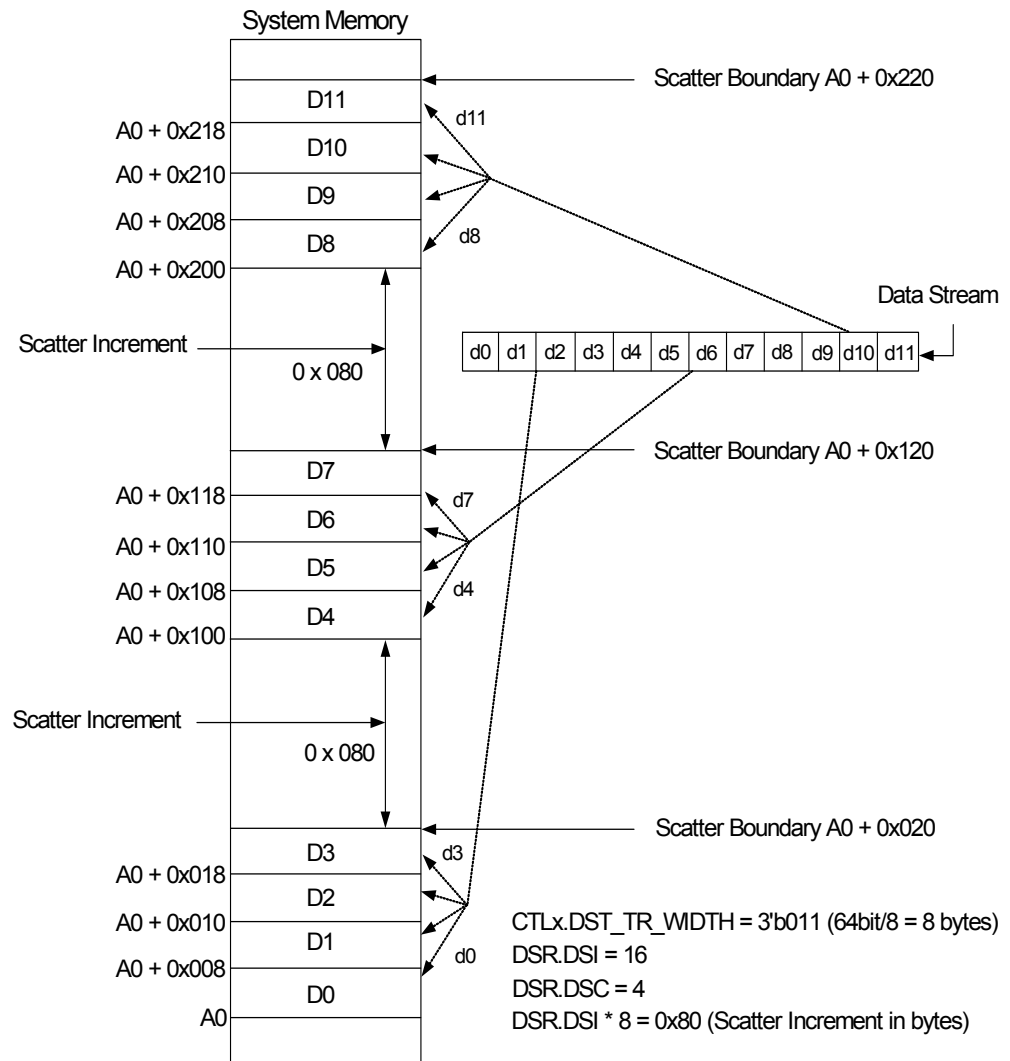 System Memory
Scatter Boundary A0 + 0x220
D11
d11
A0 + 0x218
D10
A0 + 0x210
D9
A0 + 0x208
D8
d8
A0 + 0x200
Data Stream
Scatter Increment
0 x 080
d0 d1 d2 d3 d4 d5 d6 d7 d8 d9 d10 d11
Scatter Boundary A0 + 0x120
D7
A0 + 0x118
d7
D6
A0 + 0x110
D5
A0 + 0x108
d4
D4
A0 + 0x100
Scatter Increment
0 x 080
Scatter Boundary A0 + 0x020
D3
d3
A0 + 0x018
D2
A0 + 0x010
D1
d0
A0 + 0x008
D0
A0
CTLx.DST_TR_WIDTH = 3'b011 (64bit/8 = 8 bytes)
DSR.DSI = 16
DSR.DSC = 4
DSR.DSI * 8 = 0x80 (Scatter Increment in bytes)